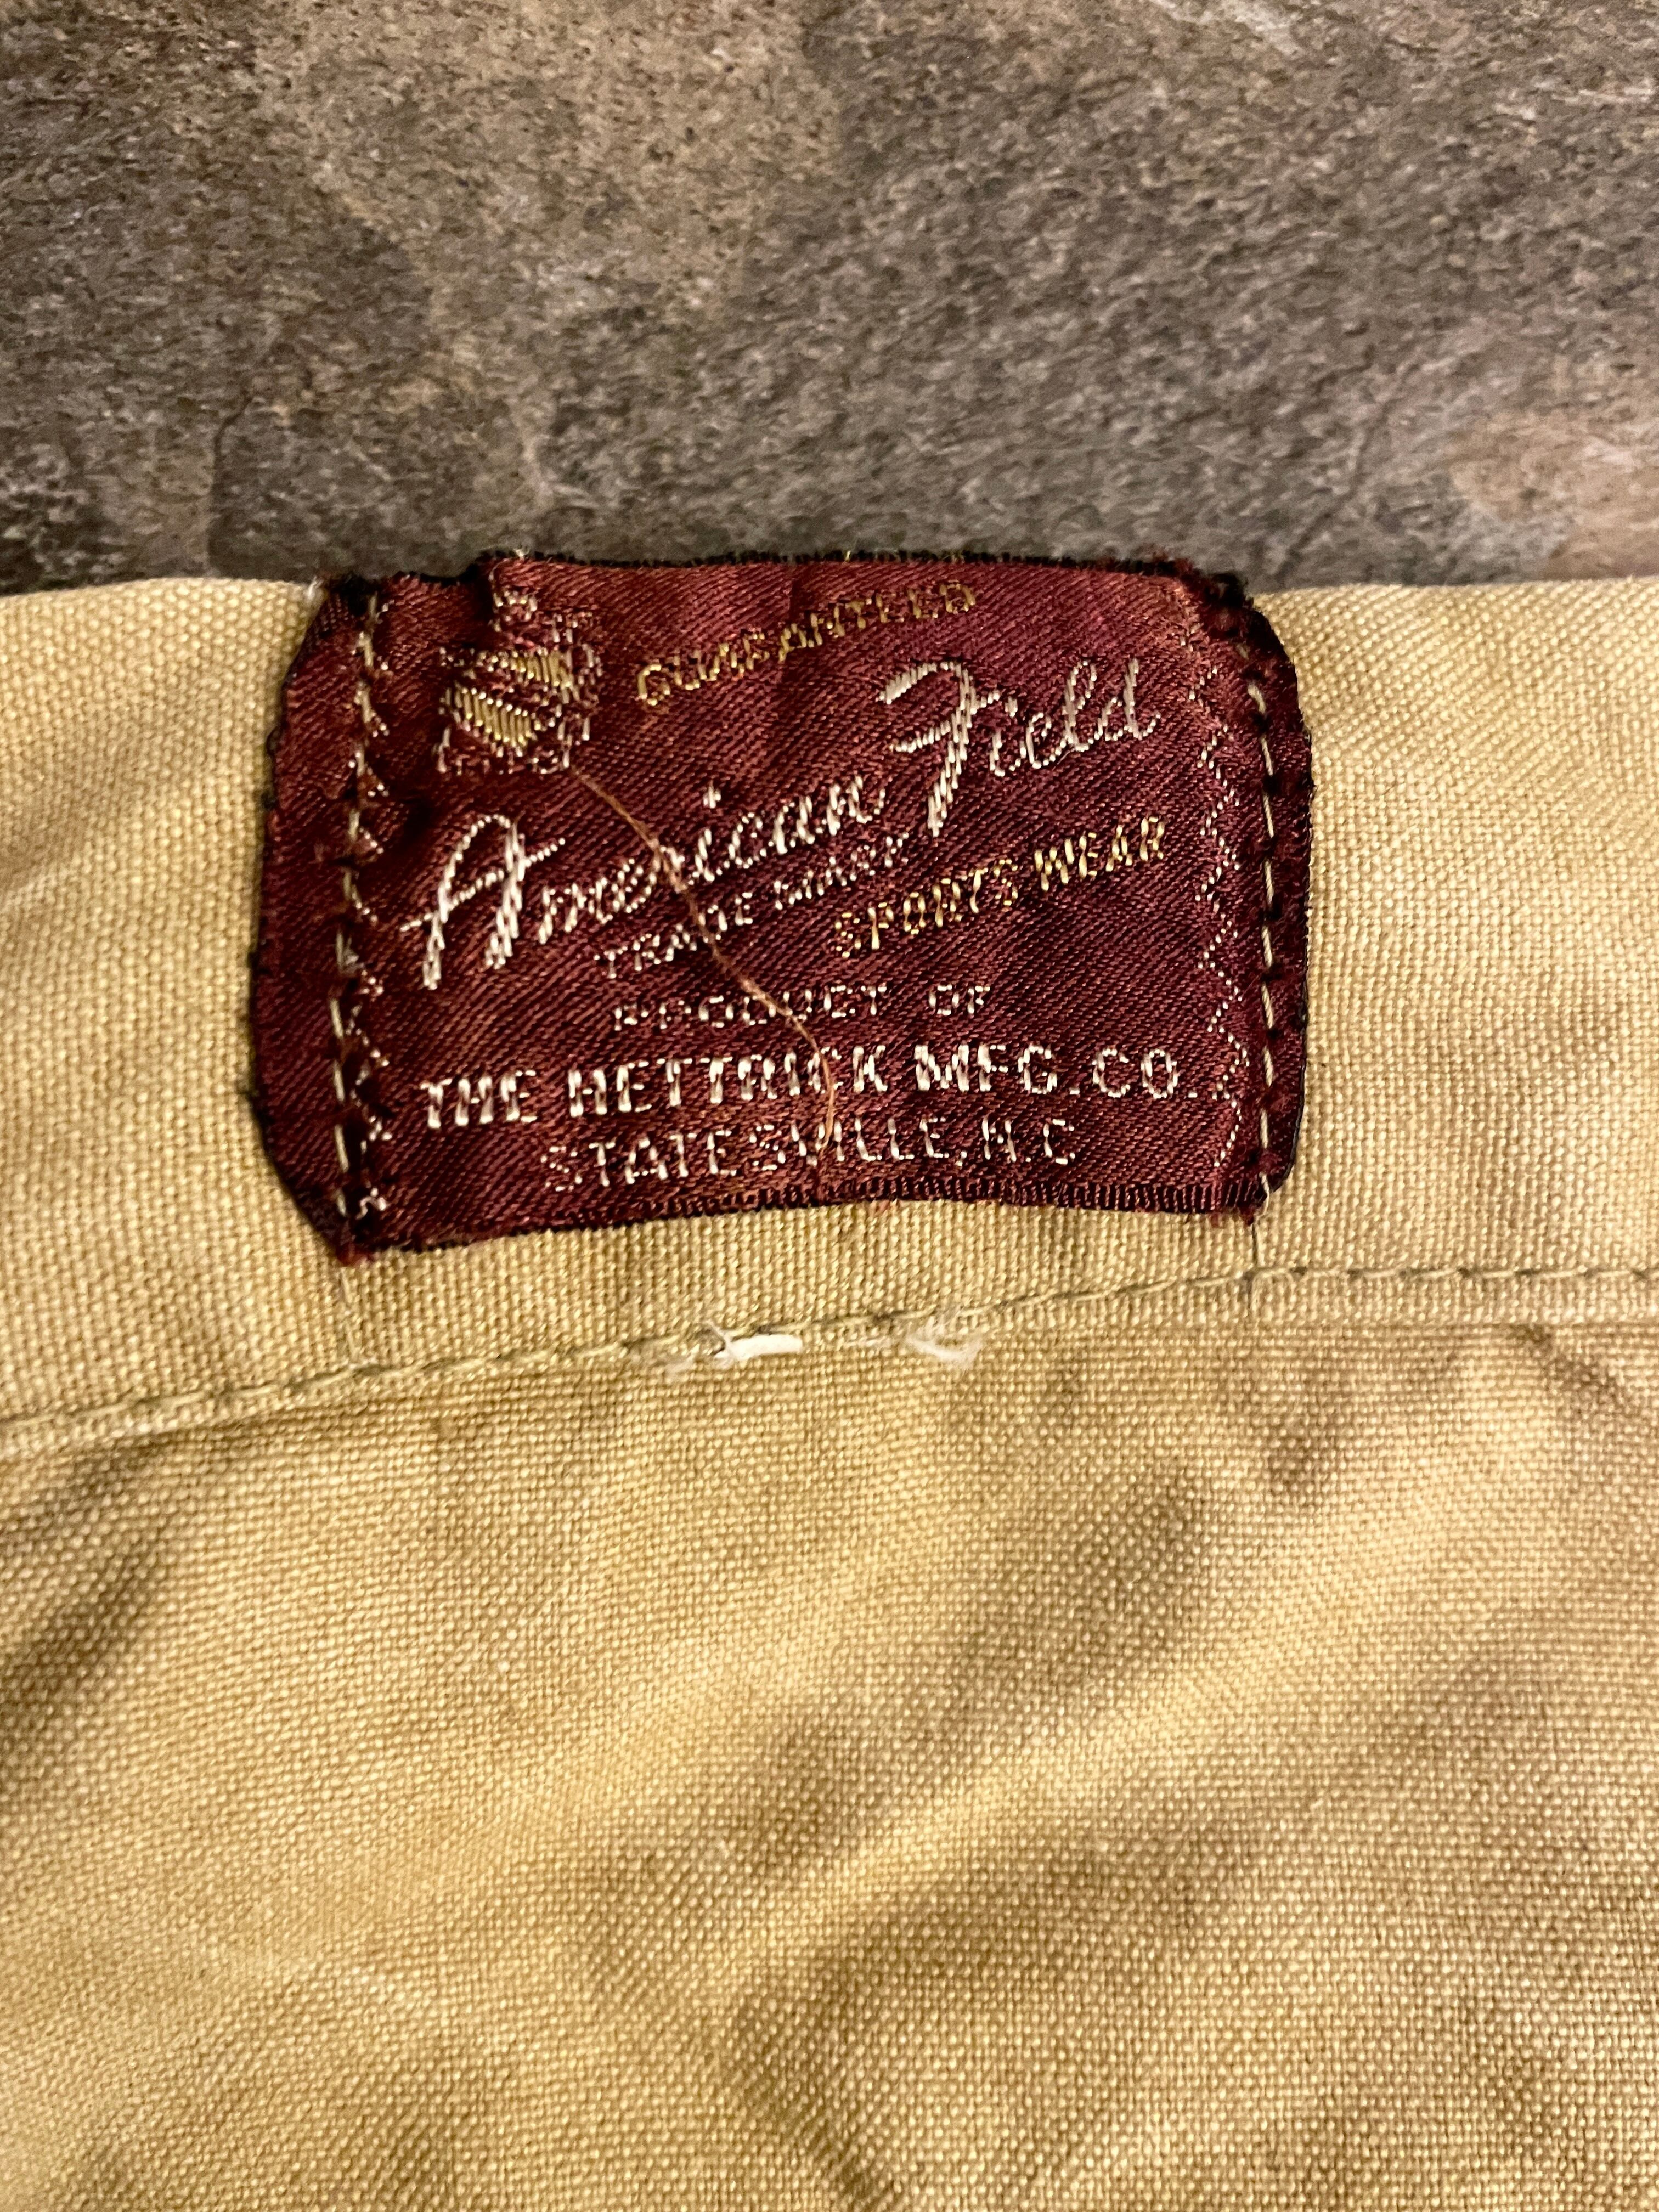 GUARANTEED
American Field
TRADE MARK
SPORTS WEAR
PRODUCT OF
THE HETTRICK MFG.CO.
STATESVILLE, N.C